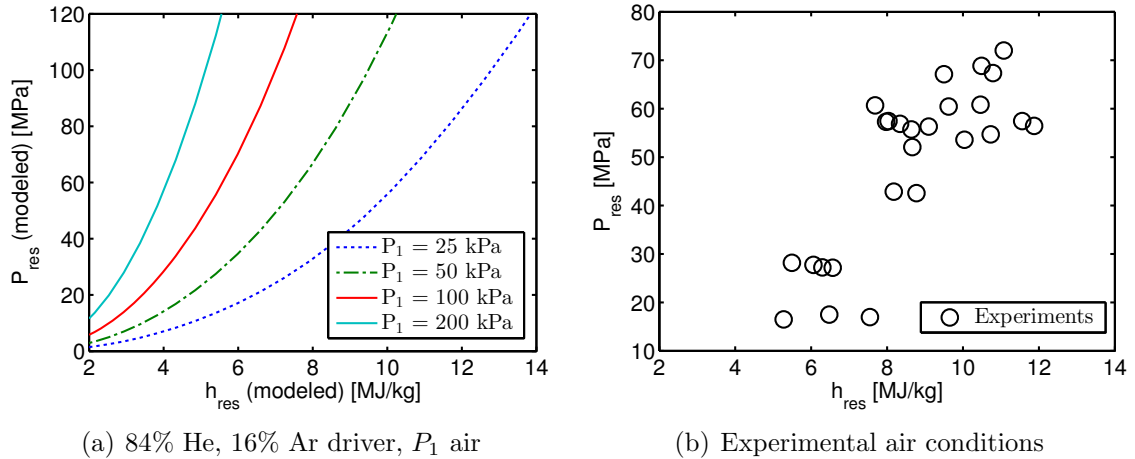 120
100
80
60
40
20
0
P_res (modeled) [MPa]
2 4 6 8 10 12 14
h_res (modeled) [MJ/kg]
P_1 = 25 kPa
P_1 = 50 kPa
P_1 = 100 kPa
P_1 = 200 kPa
(a) 84% He, 16% Ar driver, P_1 air
80
70
60
50
40
30
20
10
P_res [MPa]
2 4 6 8 10 12 14
h_res [MJ/kg]
Experiments
(b) Experimental air conditions